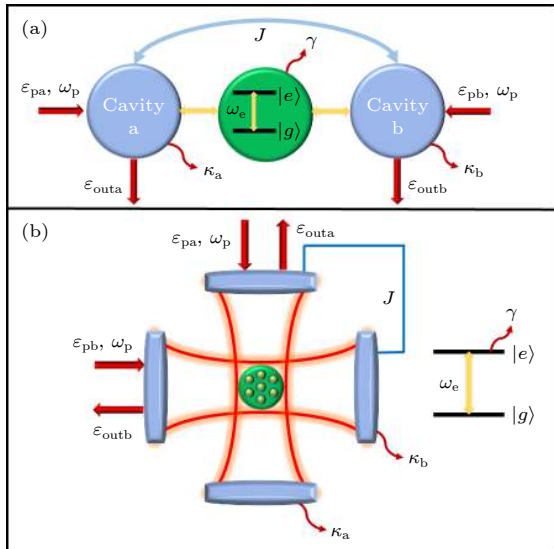 (a)
J
γ
εpa, ωp
Cavity
a
ωe
|e⟩
|g⟩
Cavity
b
εpb, ωp
κa
κb
εouta
εoutb
(b)
εpa, ωp
εouta
J
εpb, ωp
εoutb
γ
|e⟩
ωe
|g⟩
κb
κa